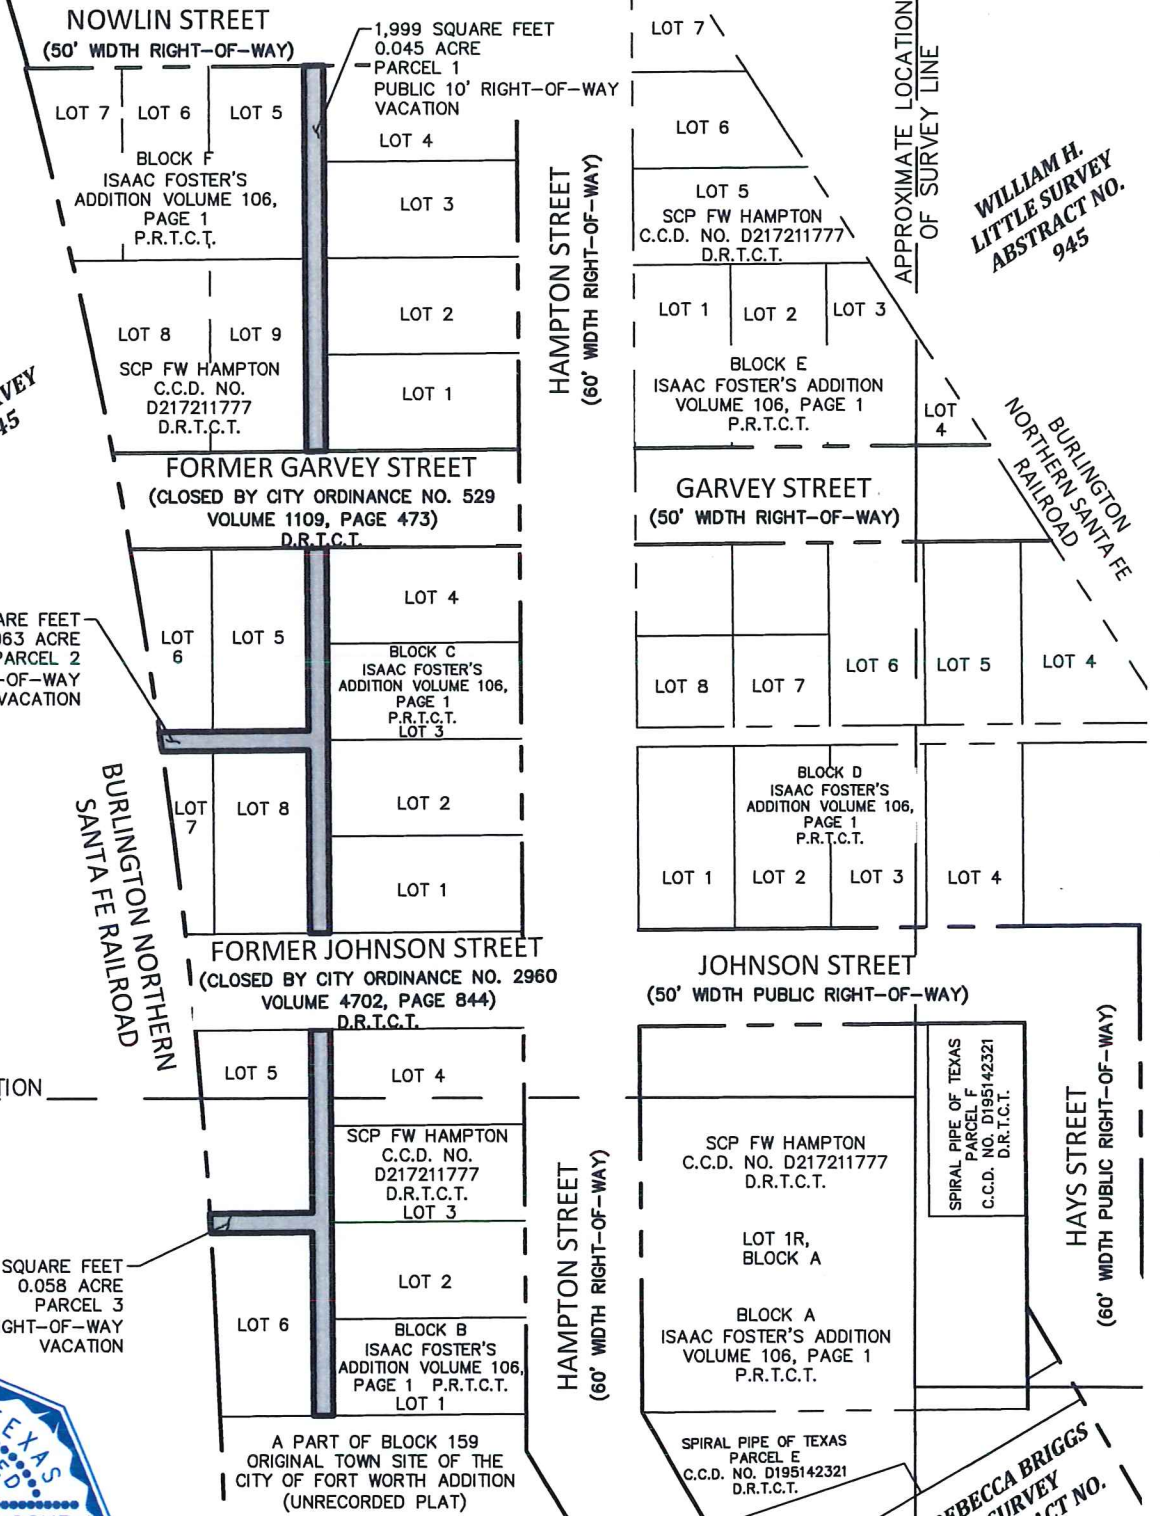 NOWLIN STREET
(50' WIDTH RIGHT-OF-WAY)
1,999 SQUARE FEET
0.045 ACRE
PARCEL 1
PUBLIC 10' RIGHT-OF-WAY
VACATION
LOT 7
LOT 6
LOT 5
BLOCK F
ISAAC FOSTER'S
ADDITION VOLUME 106,
PAGE 1
P.R.T.C.T.
LOT 4
LOT 3
LOT 2
LOT 1
LOT 8
LOT 9
SCP FW HAMPTON
C.C.D. NO.
D217211777
D.R.T.C.T.
HAMPTON STREET
(60' WIDTH RIGHT-OF-WAY)
LOT 7
LOT 6
LOT 5
SCP FW HAMPTON
C.C.D. NO. D217211777
D.R.T.C.T.
LOT 1
LOT 2
LOT 3
BLOCK E
ISAAC FOSTER'S ADDITION
VOLUME 106, PAGE 1
P.R.T.C.T.
LOT
4
APPROXIMATE LOCATION
OF SURVEY LINE
WILLIAM H.
LITTLE SURVEY
ABSTRACT NO.
945
VEY
45
BURLINGTON
NORTHERN SANTA FE
RAILROAD
FORMER GARVEY STREET
(CLOSED BY CITY ORDINANCE NO. 529
VOLUME 1109, PAGE 473)
D.R.T.C.T.
GARVEY STREET
(50' WIDTH RIGHT-OF-WAY)
ARE FEET
063 ACRE
PARCEL 2
-OF-WAY
VACATION
LOT
6
LOT 5
LOT 4
BLOCK C
ISAAC FOSTER'S
ADDITION VOLUME 106,
PAGE 1
P.R.T.C.T.
LOT 3
LOT
7
LOT 8
LOT 2
LOT 1
LOT 8
LOT 7
LOT 6
LOT 5
LOT 4
BLOCK D
ISAAC FOSTER'S
ADDITION VOLUME 106,
PAGE 1
P.R.T.C.T.
LOT 1
LOT 2
LOT 3
LOT 4
BURLINGTON NORTHERN
SANTA FE RAILROAD
FORMER JOHNSON STREET
(CLOSED BY CITY ORDINANCE NO. 2960
VOLUME 4702, PAGE 844)
D.R.T.C.T.
JOHNSON STREET
(50' WIDTH PUBLIC RIGHT-OF-WAY)
TION
LOT 5
LOT 4
SCP FW HAMPTON
C.C.D. NO.
D217211777
D.R.T.C.T.
LOT 3
LOT 2
BLOCK B
ISAAC FOSTER'S
ADDITION VOLUME 106,
PAGE 1 P.R.T.C.T.
LOT 1
LOT 6
SQUARE FEET
0.058 ACRE
PARCEL 3
GHT-OF-WAY
VACATION
HAMPTON STREET
(60' WIDTH RIGHT-OF-WAY)
SCP FW HAMPTON
C.C.D. NO. D217211777
D.R.T.C.T.
LOT 1R,
BLOCK A
BLOCK A
ISAAC FOSTER'S ADDITION
VOLUME 106, PAGE 1
P.R.T.C.T.
SPIRAL PIPE OF TEXAS
PARCEL F
C.C.D. NO. D195142321
D.R.T.C.T.
HAYS STREET
(60' WIDTH PUBLIC RIGHT-OF-WAY)
A PART OF BLOCK 159
ORIGINAL TOWN SITE OF THE
CITY OF FORT WORTH ADDITION
(UNRECORDED PLAT)
SPIRAL PIPE OF TEXAS
PARCEL E
C.C.D. NO. D195142321
D.R.T.C.T.
EBECCA BRIGGS
SURVEY
ACT NO.
TEXAS
ED